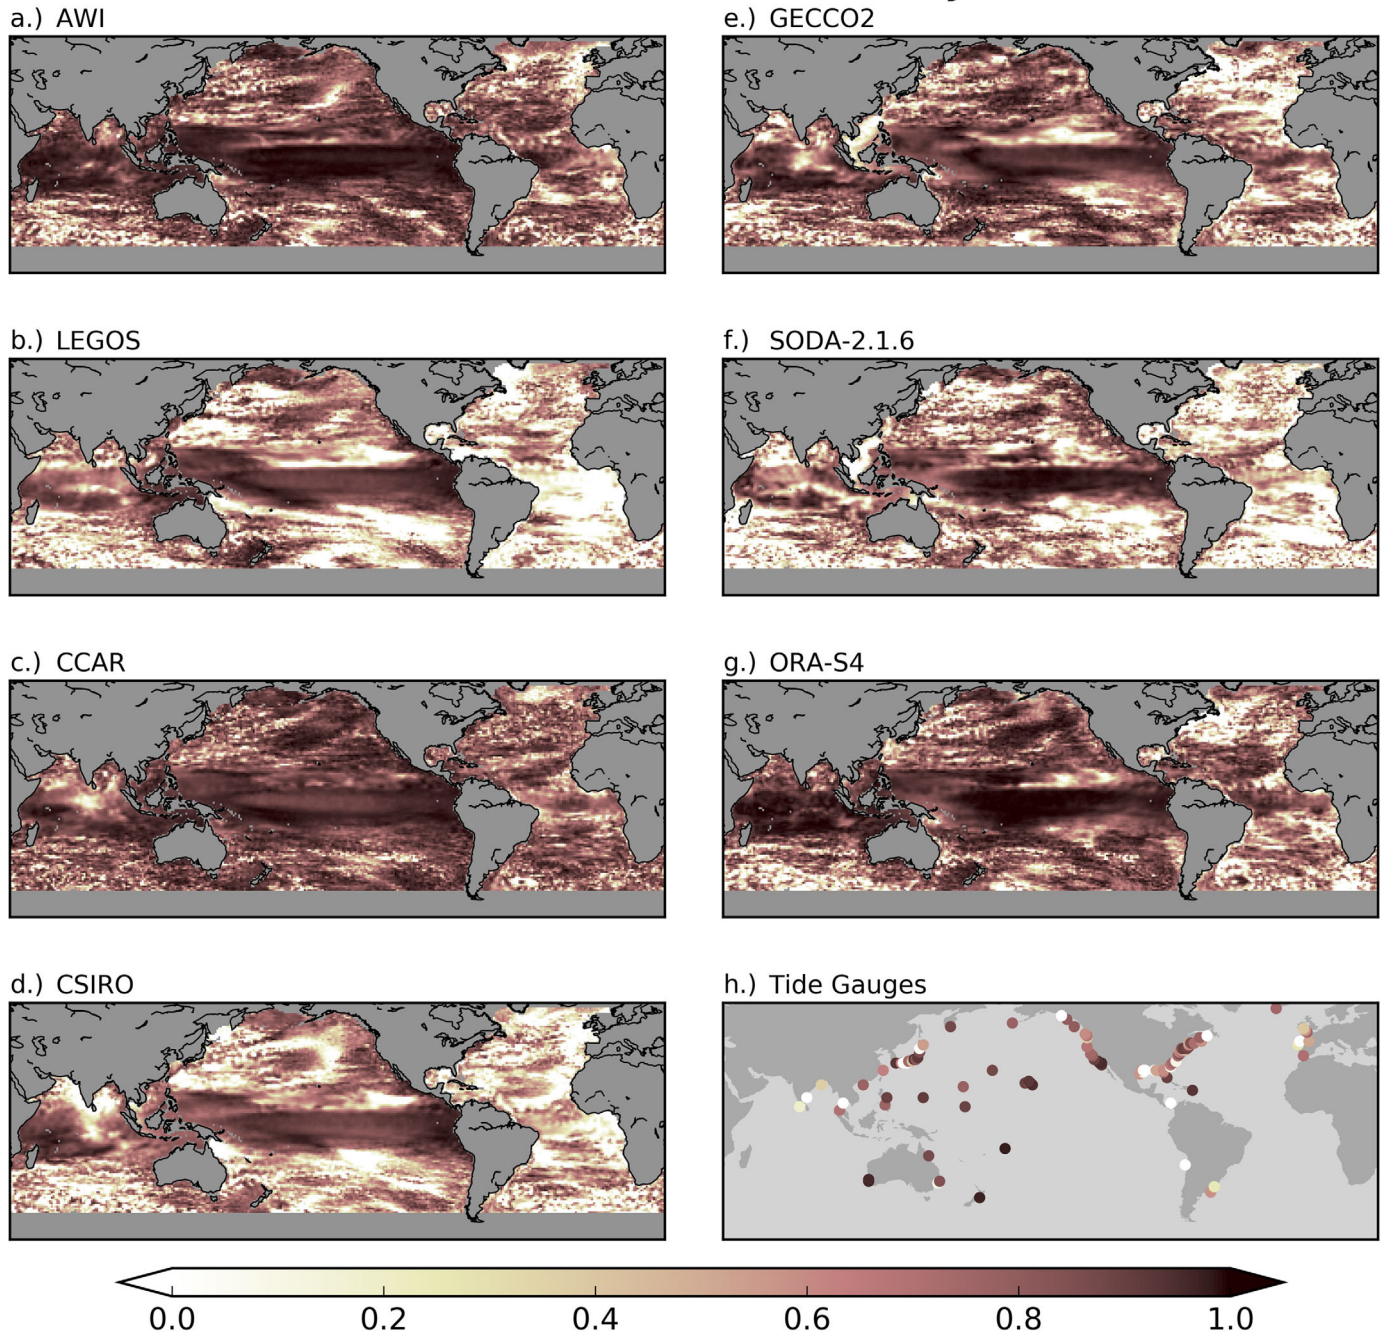 a.) AWI
e.) GECCO2
b.) LEGOS
f.) SODA-2.1.6
c.) CCAR
g.) ORA-S4
d.) CSIRO
h.) Tide Gauges
0.0 0.2 0.4 0.6 0.8 1.0